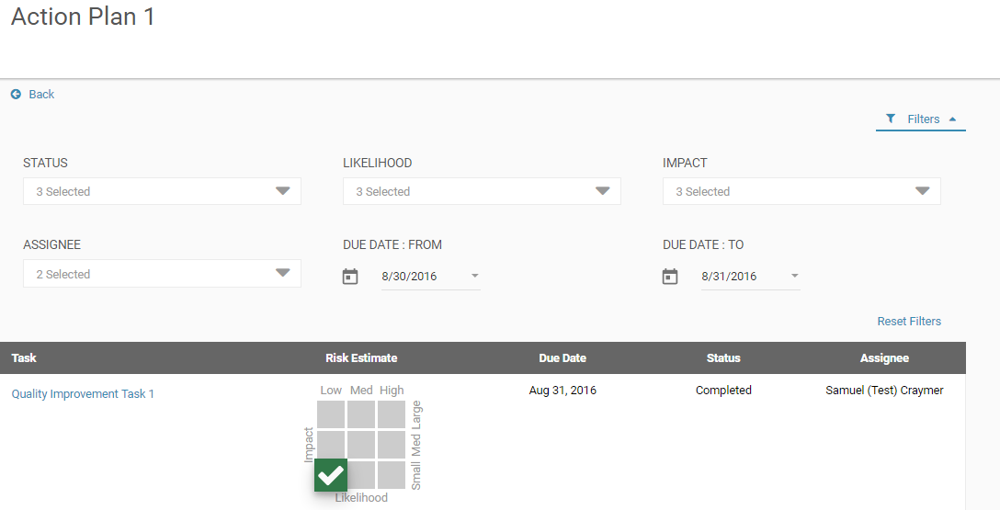 Action Plan 1
Back
Filters
STATUS LIKELIHOOD IMPACT
3 Selected 3 Selected 3 Selected
ASSIGNEE DUE DATE : FROM DUE DATE : TO
2 Selected 8/30/2016 8/31/2016
Reset Filters
Task Risk Estimate Due Date Status Assignee
Quality Improvement Task 1 Aug 31, 2016 Completed Samuel (Test) Craymer
Low Med High
Impact
Small Med Large
Likelihood